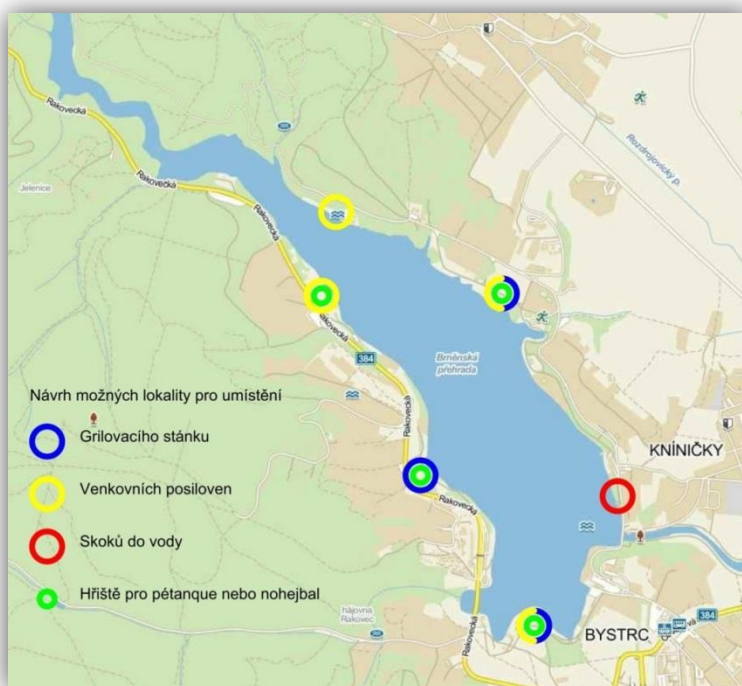 Rakovecká
Rozdrojovický p.
Jelenice
Rakovecká
Rakovecká
Rakovecká
384
Brněnská
přehrada
Návrh možných lokality pro umístění
Grilovacího stánku
KNÍNIČKY
Venkovních posiloven
Rakovecká
Rakovecká
Skoků do vody
Hřiště pro pétanque nebo nohejbal
hájovna
Rakovec
384
BYSTRC
Rakovecká